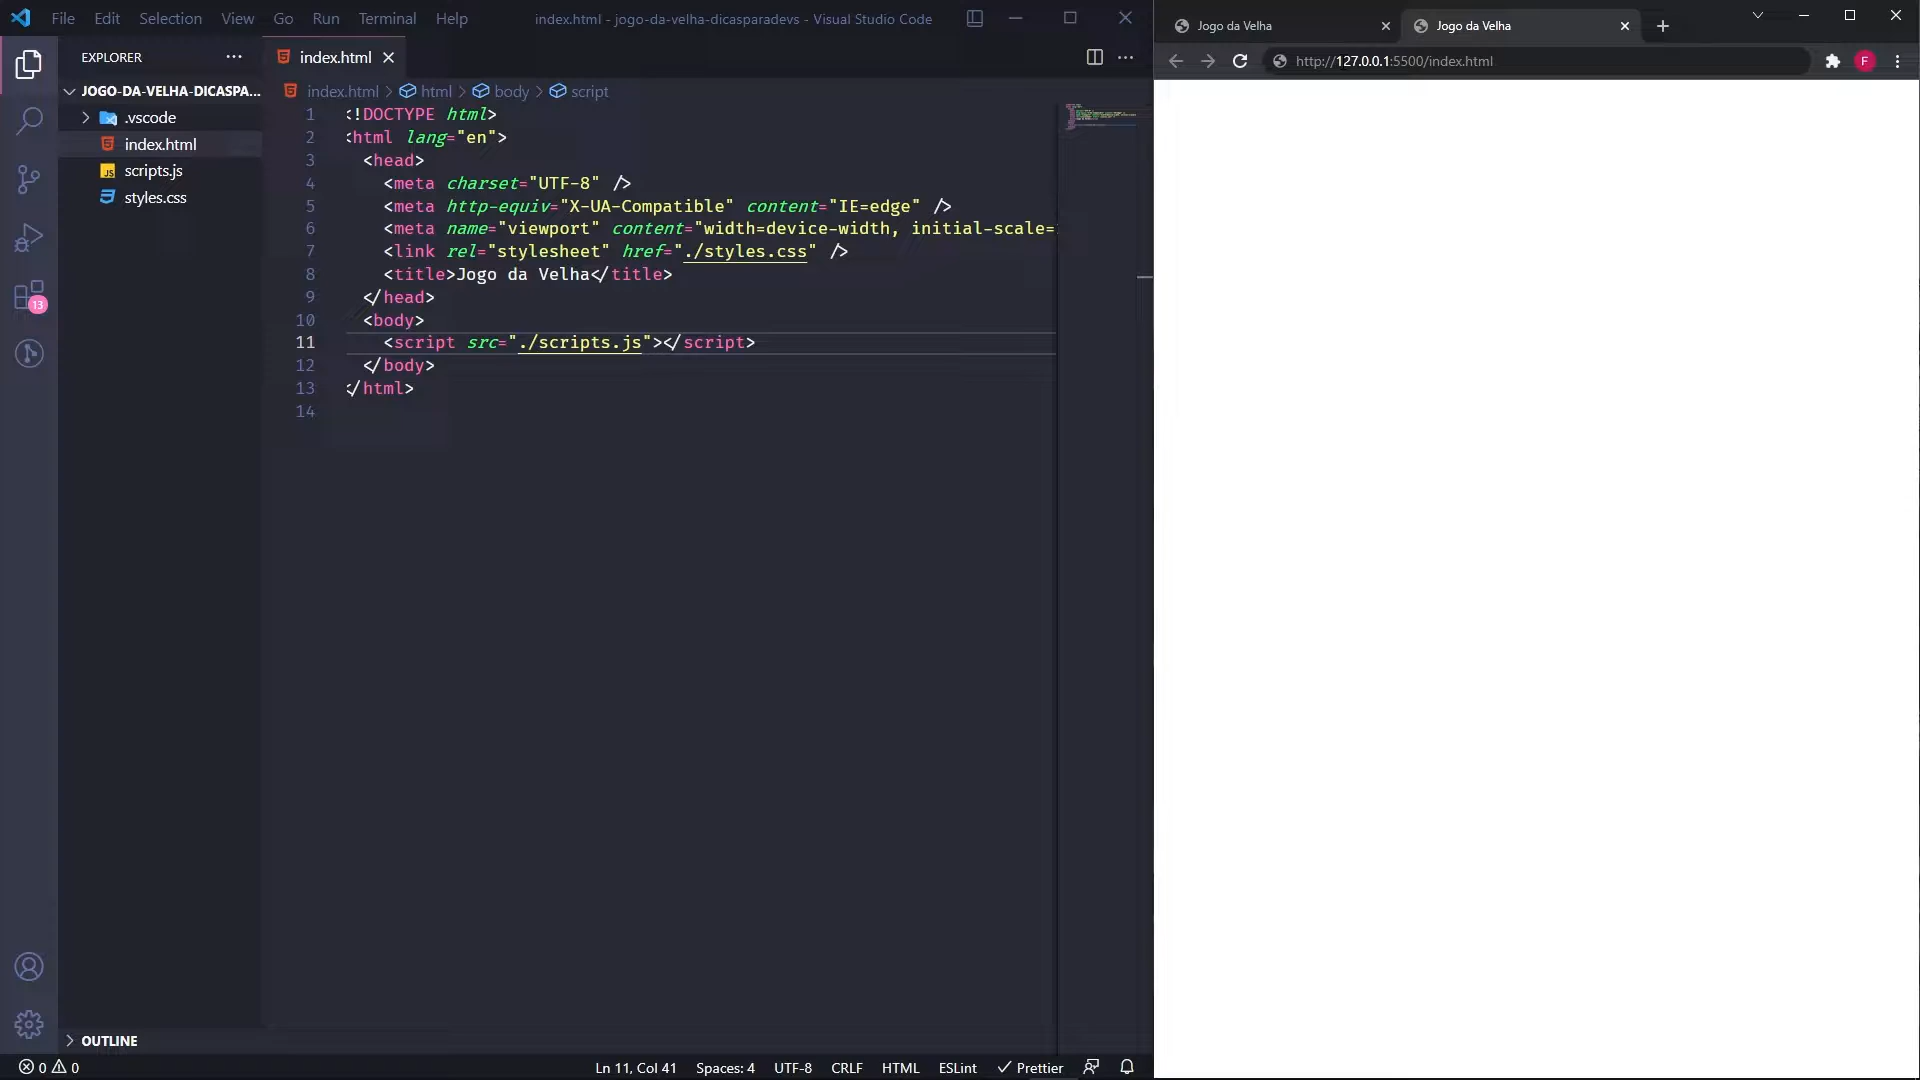 File Edit Selection View Go Run Terminal Help
index.html - jogo-da-velha-dicasparadevs - Visual Studio Code
EXPLORER
JOGO-DA-VELHA-DICASPA...
.vscode
index.html
scripts.js
styles.css
OUTLINE
13
index.html
index.html > html > body > script
1 <!DOCTYPE html>
2 <html lang="en">
3 <head>
4 <meta charset="UTF-8" />
5 <meta http-equiv="X-UA-Compatible" content="IE=edge" />
6 <meta name="viewport" content="width=device-width, initial-scale=
7 <link rel="stylesheet" href="./styles.css" />
8 <title>Jogo da Velha</title>
9 </head>
10 <body>
11 <script src="./scripts.js"></script>
12 </body>
13 </html>
14
0 0
Ln 11, Col 41 Spaces: 4 UTF-8 CRLF HTML ESLint Prettier
Jogo da Velha
Jogo da Velha
http://127.0.0.1:5500/index.html
F